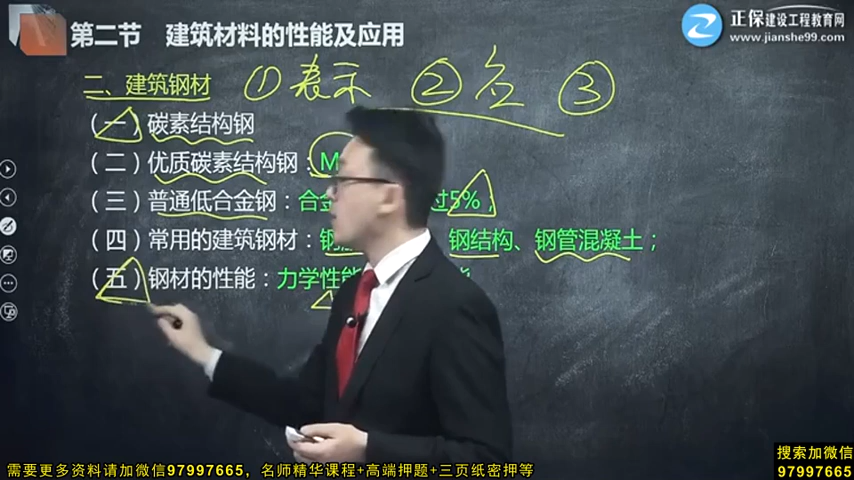 第二节 建筑材料的性能及应用
正保建设工程教育网
www.jianshe99.com
二、建筑钢材 ①表示 ② ③
(一)碳素结构钢
(二)优质碳素结构钢:M
(三)普通低合金钢:合金 过5%;
(四)常用的建筑钢材:钢 钢结构、钢管混凝土;
(五)钢材的性能:力学性能 能
需要更多资料请加微信97997665,名师精华课程+高端押题+三页纸密押等
搜索加微信
97997665